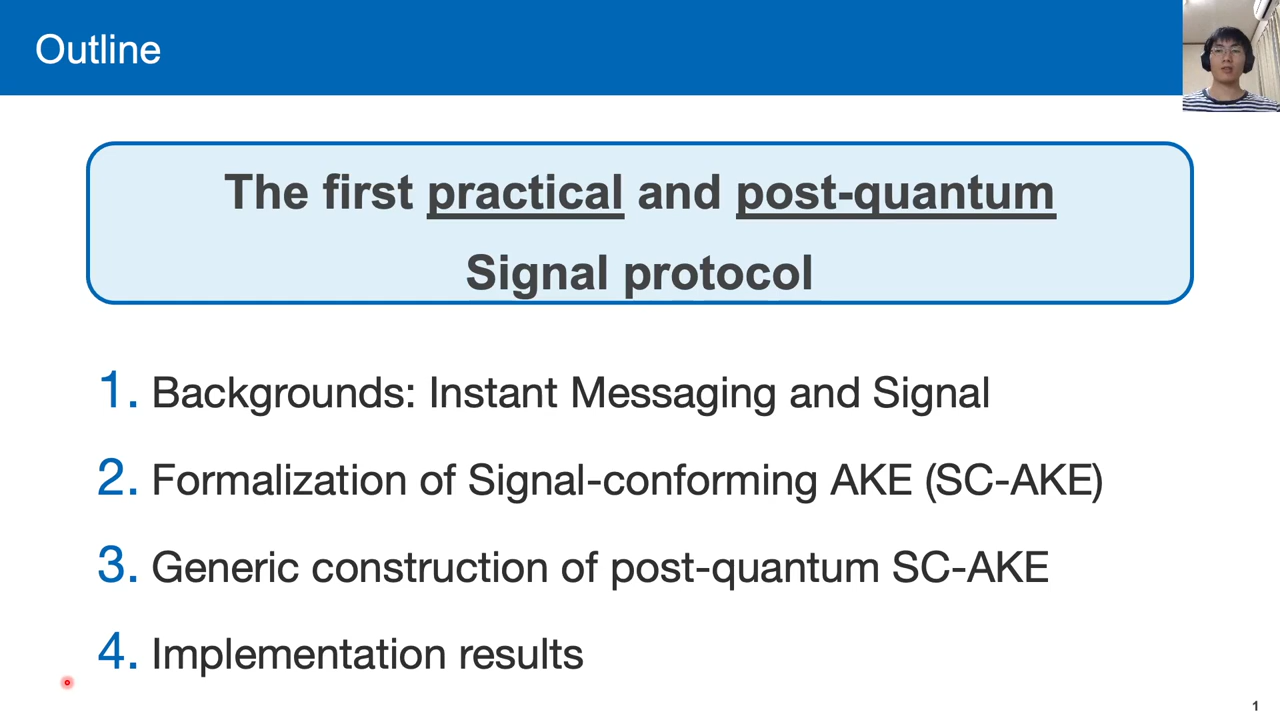 Outline
The first practical and post-quantum
Signal protocol
1. Backgrounds: Instant Messaging and Signal
2. Formalization of Signal-conforming AKE (SC-AKE)
3. Generic construction of post-quantum SC-AKE
4. Implementation results
1